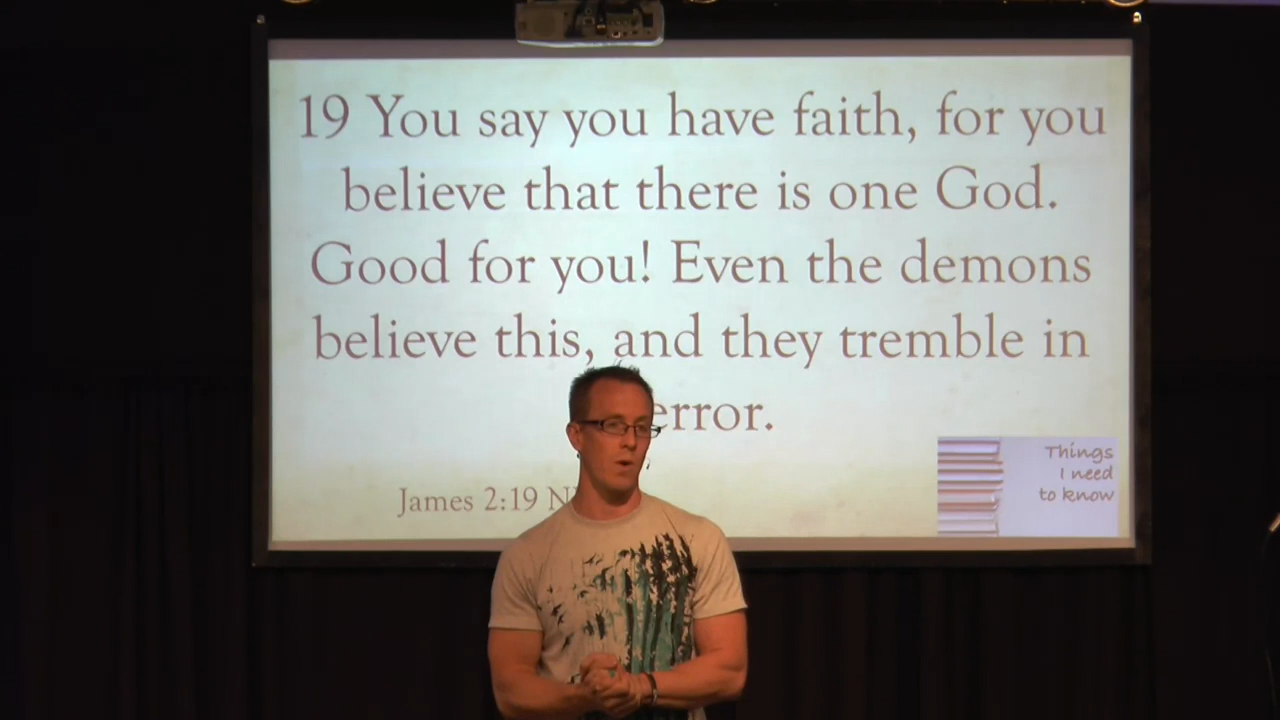 19 You say you have faith, for you
believe that there is one God.
Good for you! Even the demons
believe this, and they tremble in
error.
James 2:19 N
Things
I need
to know